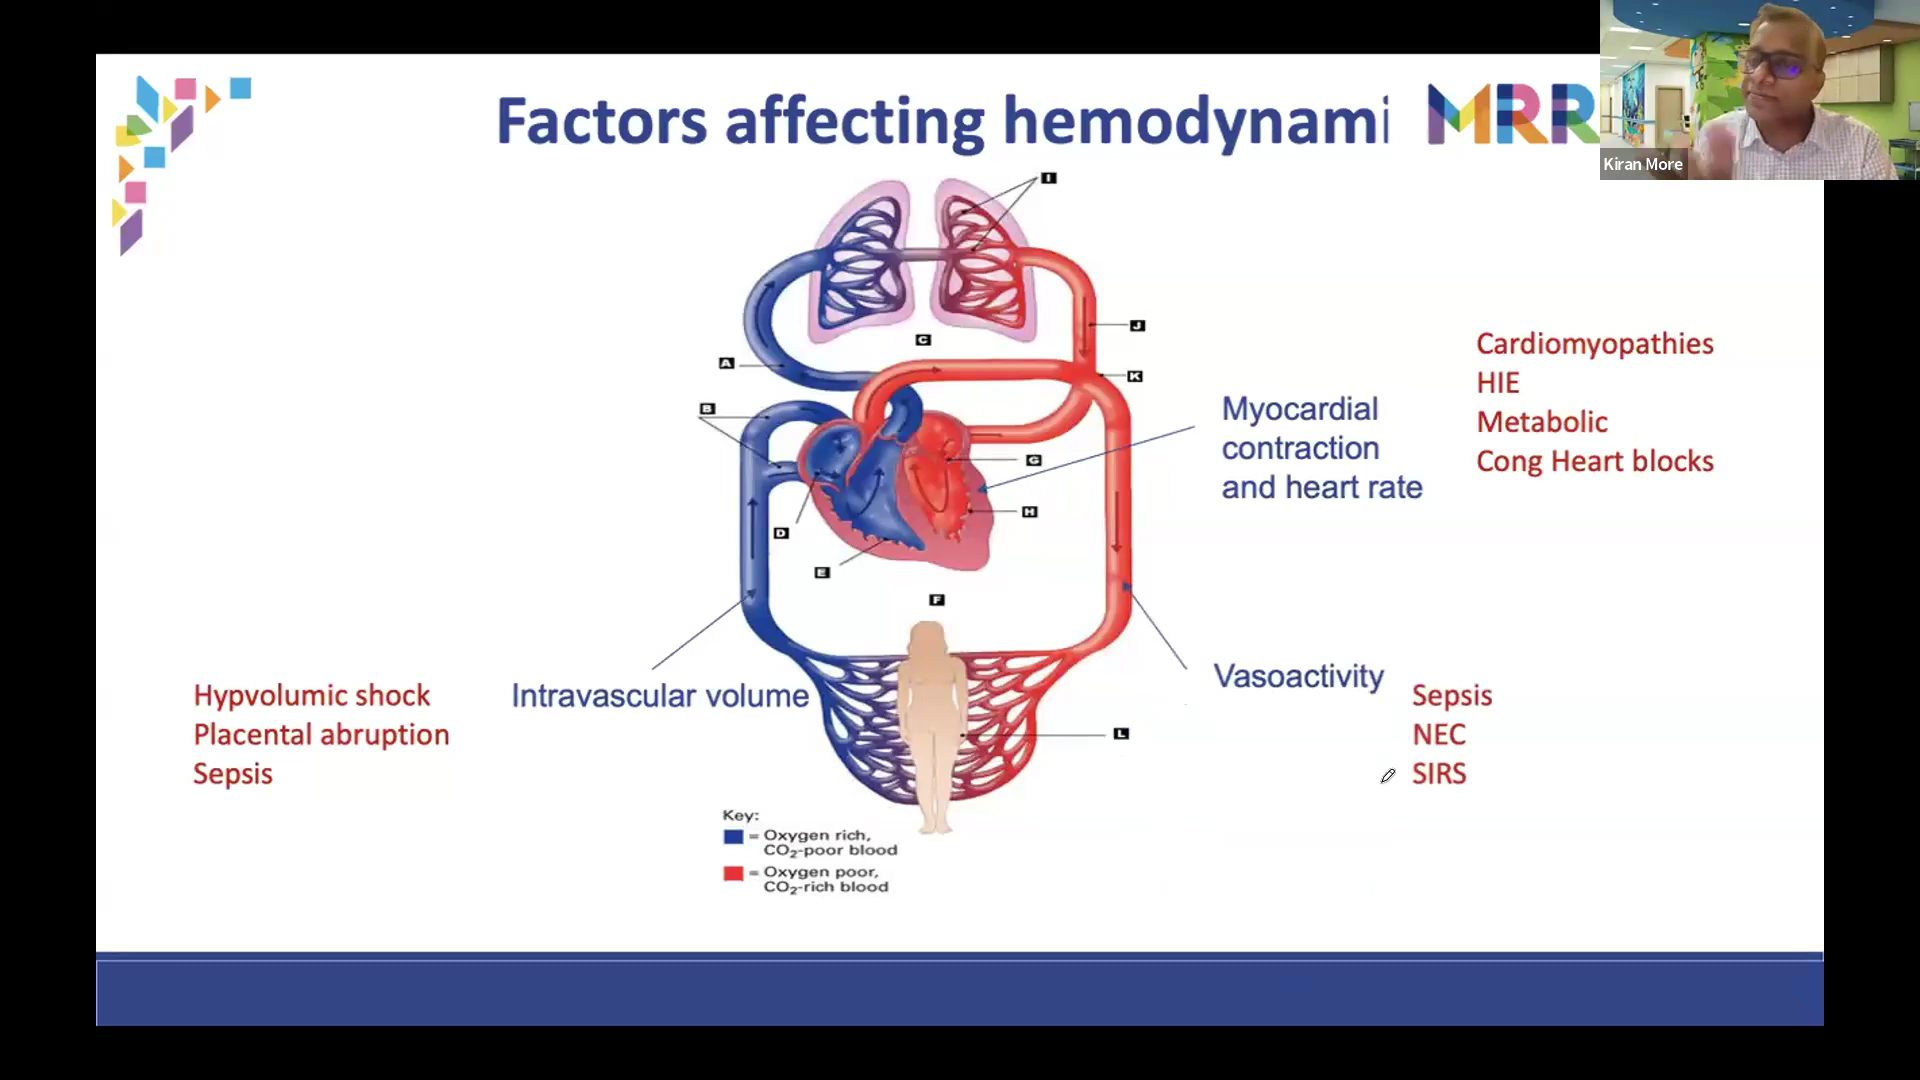 Factors affecting hemodynami
MRR
Kiran More
I
J
C
A
K
B
Cardiomyopathies
HIE
Metabolic
Cong Heart blocks
Myocardial
contraction
and heart rate
G
H
D
E
F
Vasoactivity
Intravascular volume
Hypvolumic shock
Placental abruption
Sepsis
Sepsis
NEC
SIRS
L
Key:
= Oxygen rich,
CO2-poor blood
= Oxygen poor,
CO2-rich blood